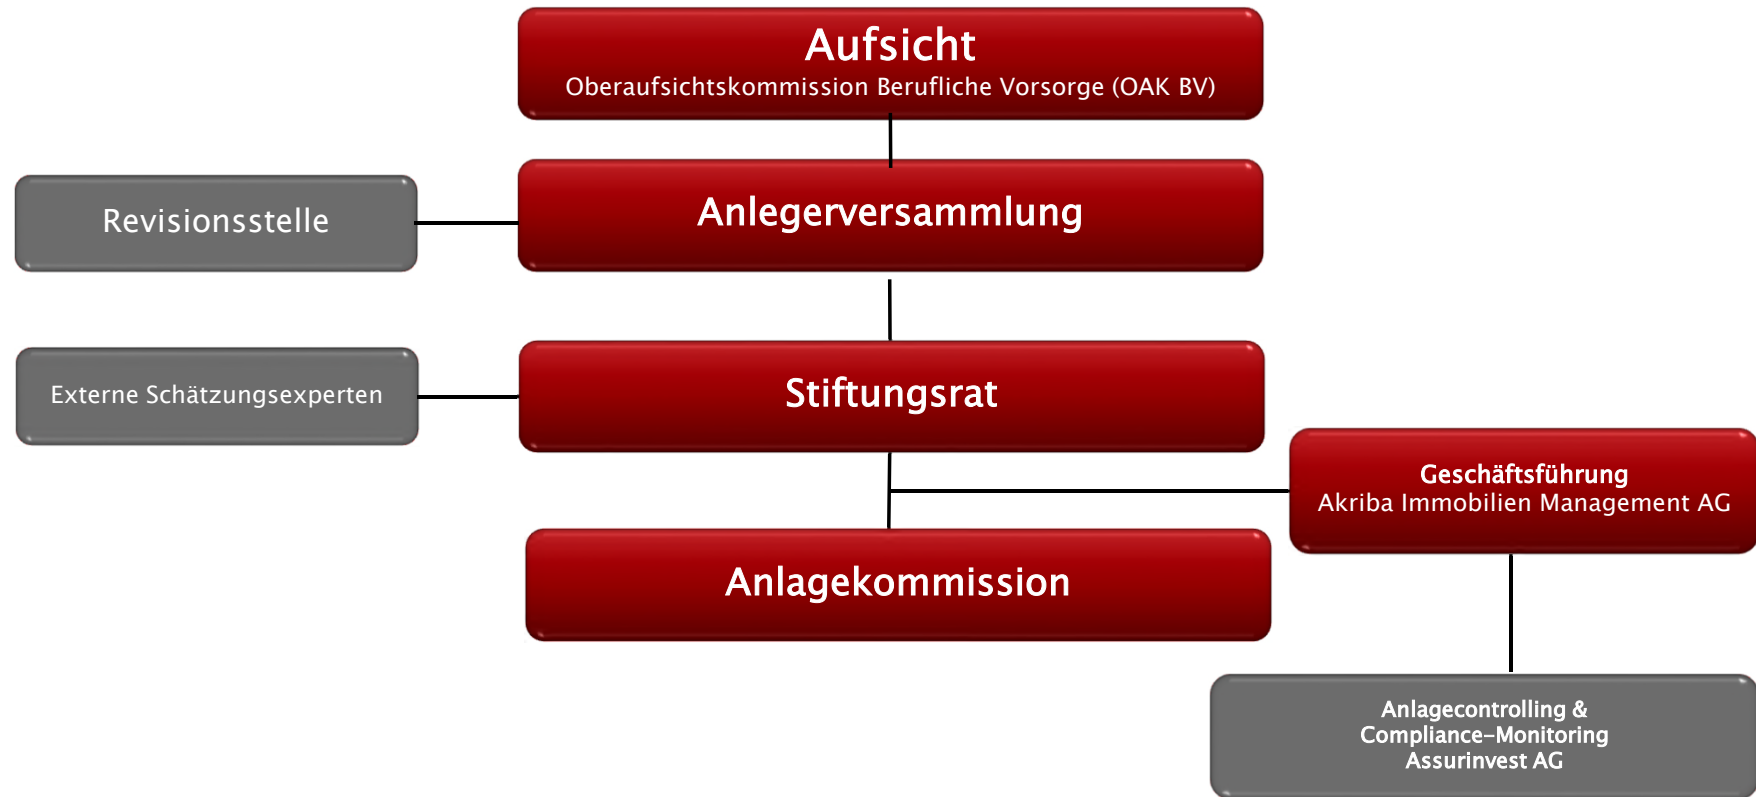 Aufsicht
Oberaufsichtskommission Berufliche Vorsorge (OAK BV)
Revisionsstelle
Anlegerversammlung
Externe Schätzungsexperten
Stiftungsrat
Geschäftsführung
Akriba Immobilien Management AG
Anlagekommission
Anlagecontrolling &
Compliance-Monitoring
Assurinvest AG